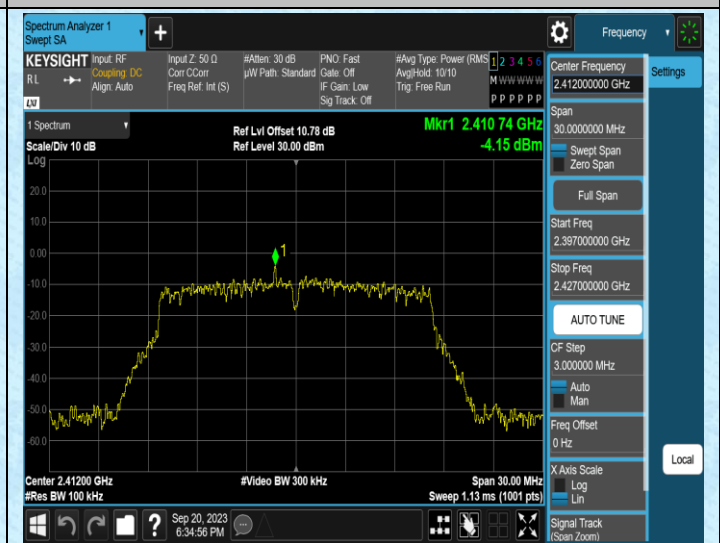 Spectrum Analyzer 1
Swept SA
+
Frequency
KEYSIGHT
RL
LXI
Input: RF
Coupling: DC
Align: Auto
Input Z: 50 Ω
Corr CCorr
Freq Ref: Int (S)
#Atten: 30 dB
µW Path: Standard
PNO: Fast
Gate: Off
IF Gain: Low
Sig Track: Off
#Avg Type: Power (RMS
Avg|Hold: 10/10
Trig: Free Run
1 2 3 4 5 6
M W W W W W
P P P P P P
1 Spectrum
Scale/Div 10 dB
Ref Lvl Offset 10.78 dB
Ref Level 30.00 dBm
Mkr1 2.410 74 GHz
-4.15 dBm
Log
20.0
10.0
0.00
-10.0
-20.0
-30.0
-40.0
-50.0
-60.0
1
Center 2.41200 GHz
#Res BW 100 kHz
#Video BW 300 kHz
Span 30.00 MHz
Sweep 1.13 ms (1001 pts)
Center Frequency
2.412000000 GHz
Settings
Span
30.0000000 MHz
Swept Span
Zero Span
Full Span
Start Freq
2.397000000 GHz
Stop Freq
2.427000000 GHz
AUTO TUNE
CF Step
3.000000 MHz
Auto
Man
Freq Offset
0 Hz
X Axis Scale
Log
Lin
Local
Signal Track
(Span Zoom)
?
Sep 20, 2023
6:34:56 PM